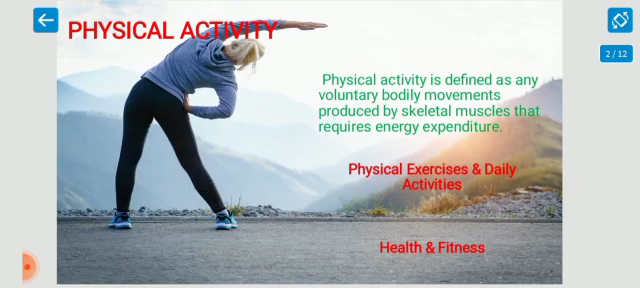 PHYSICAL ACTIVITY
2 / 12
Physical activity is defined as any
voluntary bodily movements
produced by skeletal muscles that
requires energy expenditure.
Physical Exercises & Daily
Activities
Health & Fitness